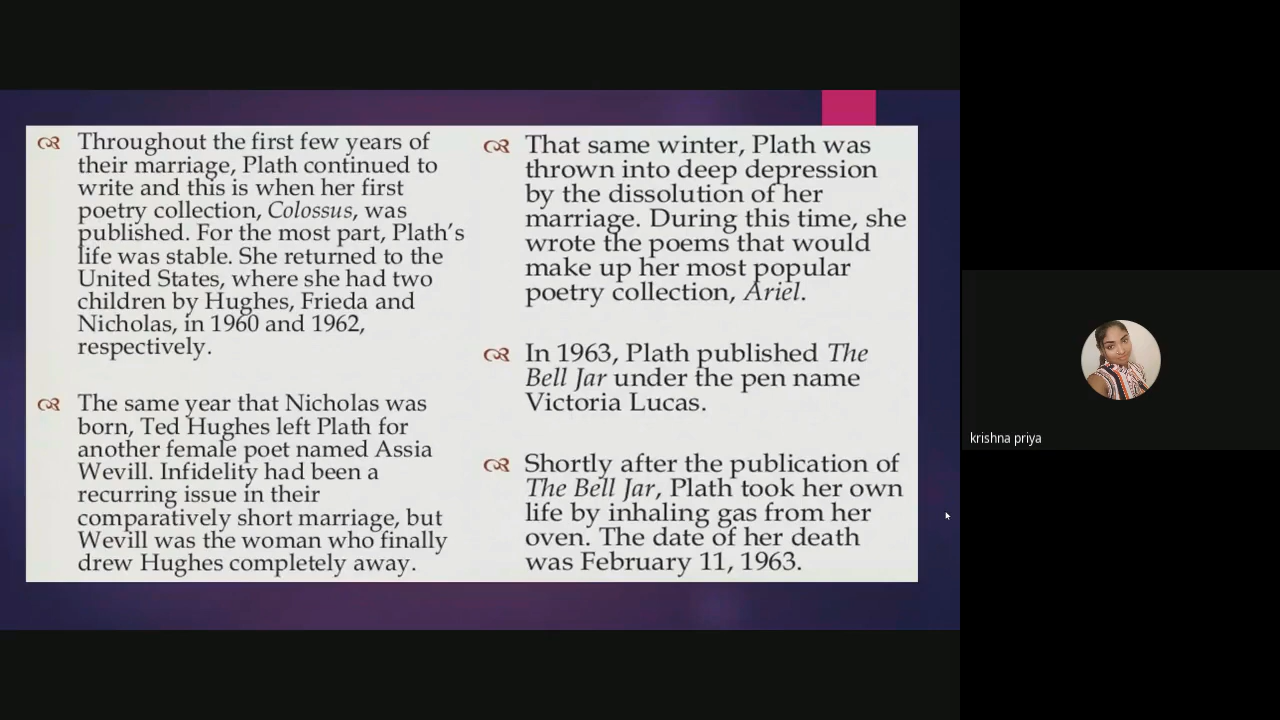 Throughout the first few years of
their marriage, Plath continued to
write and this is when her first
poetry collection, Colossus, was
published. For the most part, Plath’s
life was stable. She returned to the
United States, where she had two
children by Hughes, Frieda and
Nicholas, in 1960 and 1962,
respectively.
The same year that Nicholas was
born, Ted Hughes left Plath for
another female poet named Assia
Wevill. Infidelity had been a
recurring issue in their
comparatively short marriage, but
Wevill was the woman who finally
drew Hughes completely away.
That same winter, Plath was
thrown into deep depression
by the dissolution of her
marriage. During this time, she
wrote the poems that would
make up her most popular
poetry collection, Ariel.
In 1963, Plath published The
Bell Jar under the pen name
Victoria Lucas.
Shortly after the publication of
The Bell Jar, Plath took her own
life by inhaling gas from her
oven. The date of her death
was February 11, 1963.
krishna priya